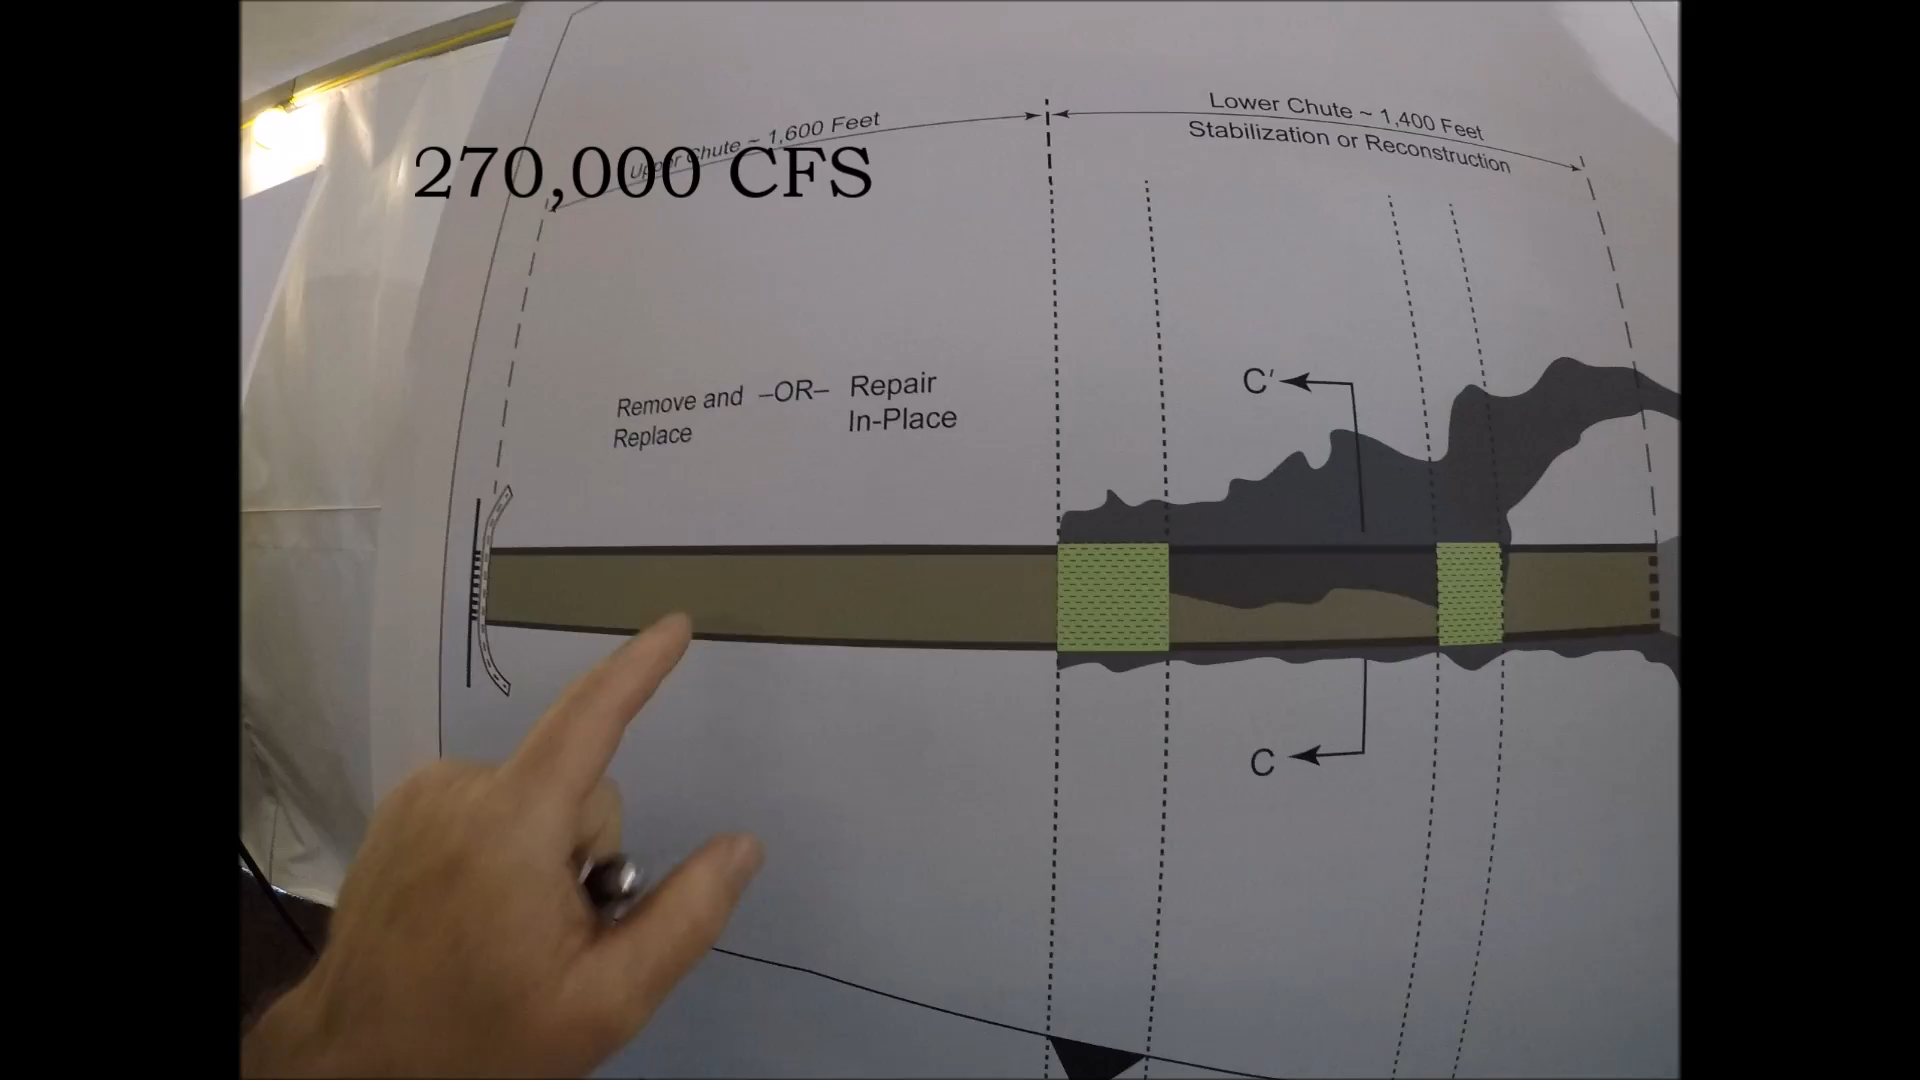 Upper Chute ~ 1,600 Feet
270,000 CFS
Lower Chute ~ 1,400 Feet
Stabilization or Reconstruction
Remove and –OR– Repair
Replace In-Place
C′
C